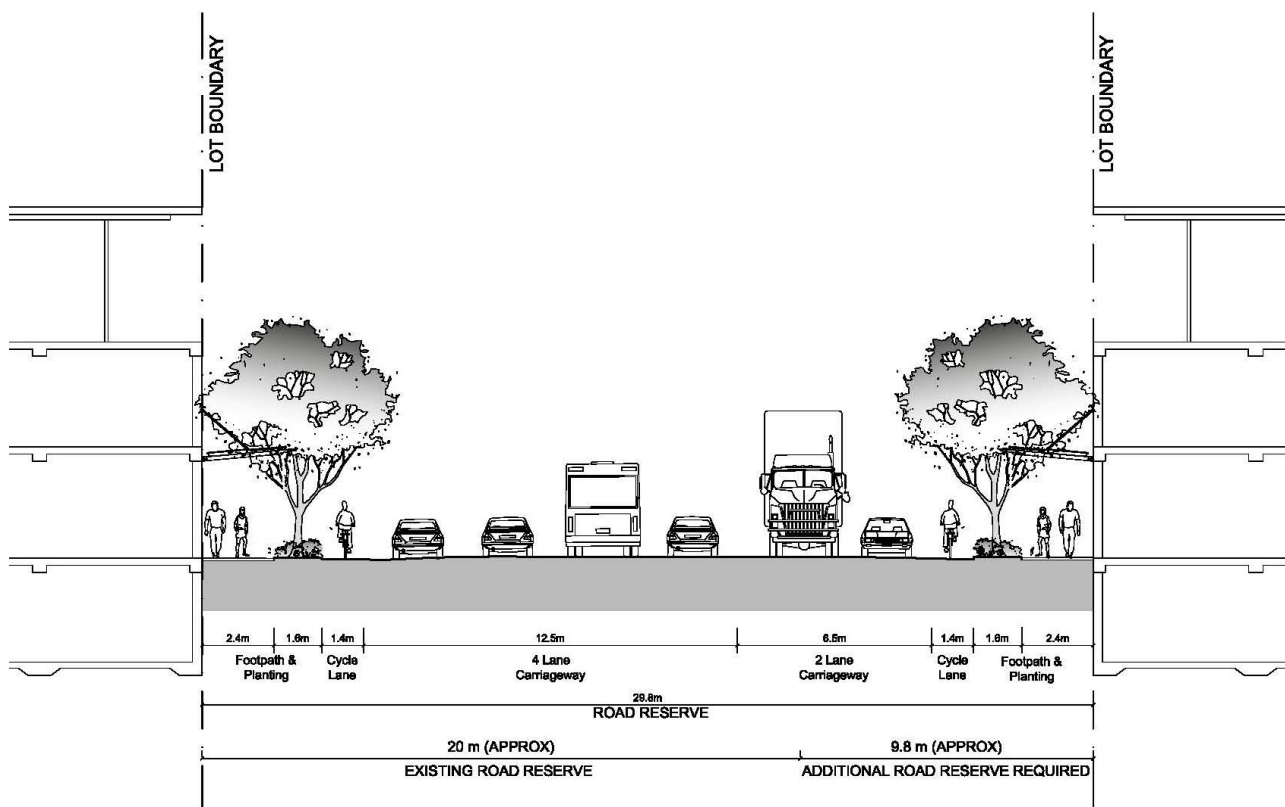 LOT BOUNDARY
LOT BOUNDARY
2.4m 1.6m 1.4m 12.5m 6.5m 1.4m 1.6m 2.4m
Footpath & Cycle 4 Lane 2 Lane Cycle Footpath &
Planting Lane Carriageway Carriageway Lane Planting
29.8m
ROAD RESERVE
20 m (APPROX) 9.8 m (APPROX)
EXISTING ROAD RESERVE ADDITIONAL ROAD RESERVE REQUIRED